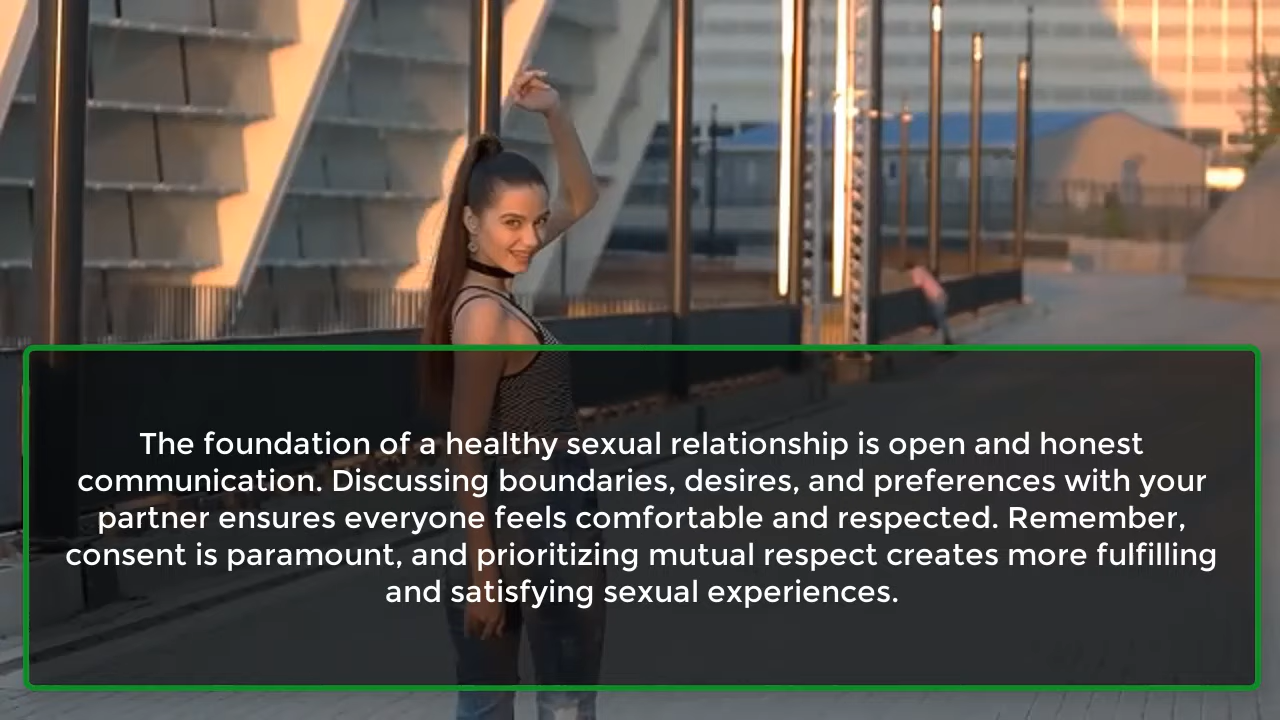 The foundation of a healthy sexual relationship is open and honest
communication. Discussing boundaries, desires, and preferences with your
partner ensures everyone feels comfortable and respected. Remember,
consent is paramount, and prioritizing mutual respect creates more fulfilling
and satisfying sexual experiences.